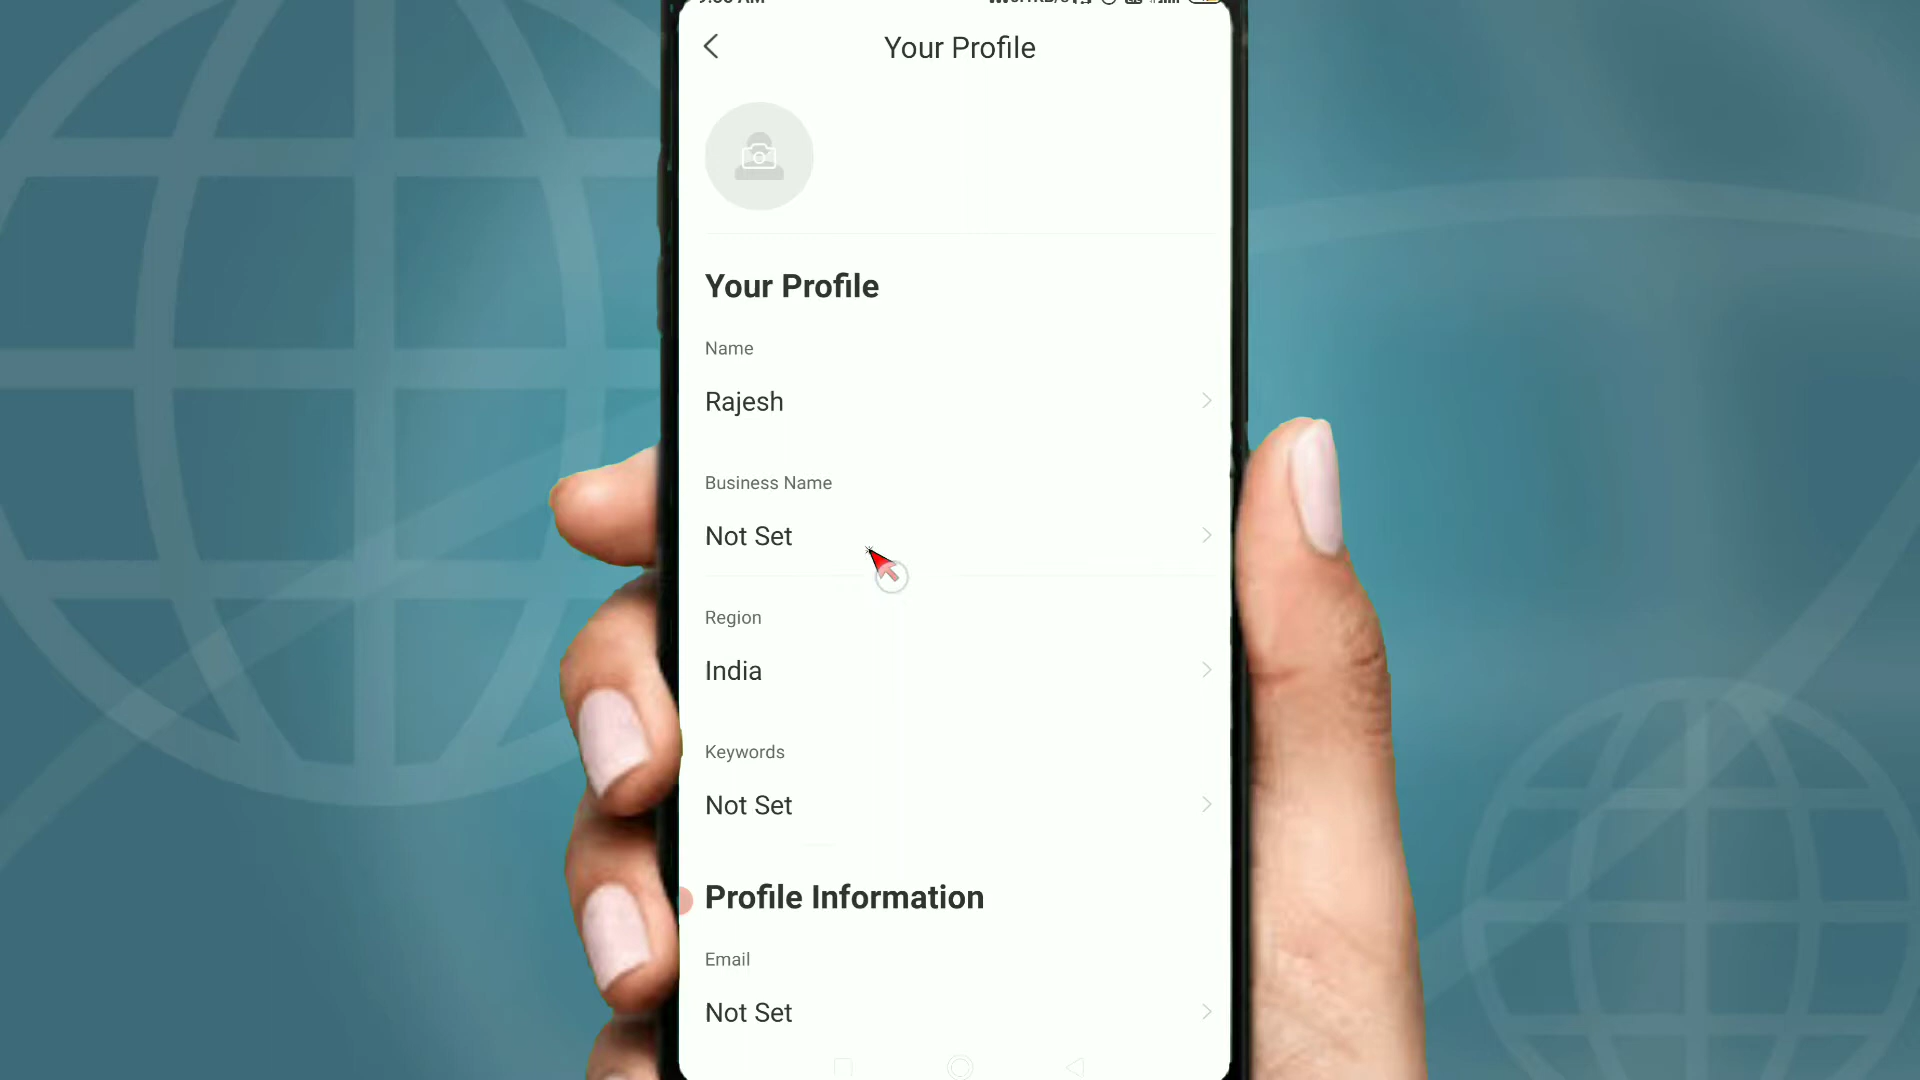 Your Profile
Your Profile
Name
Rajesh
Business Name
Not Set
Region
India
Keywords
Not Set
Profile Information
Email
Not Set